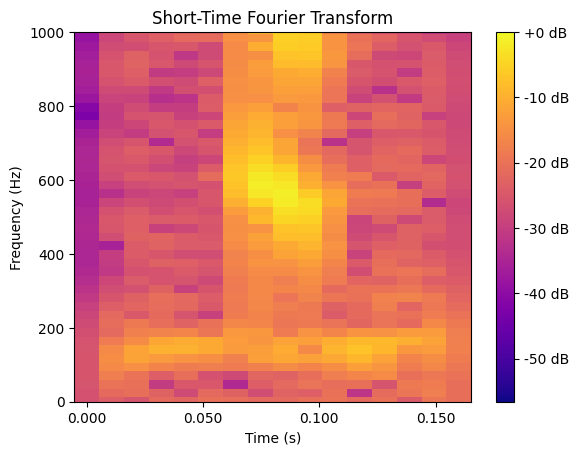 Short-Time Fourier Transform
1000
800
600
400
200
0
Frequency (Hz)
0.000
0.050
0.100
0.150
Time (s)
+0 dB
-10 dB
-20 dB
-30 dB
-40 dB
-50 dB